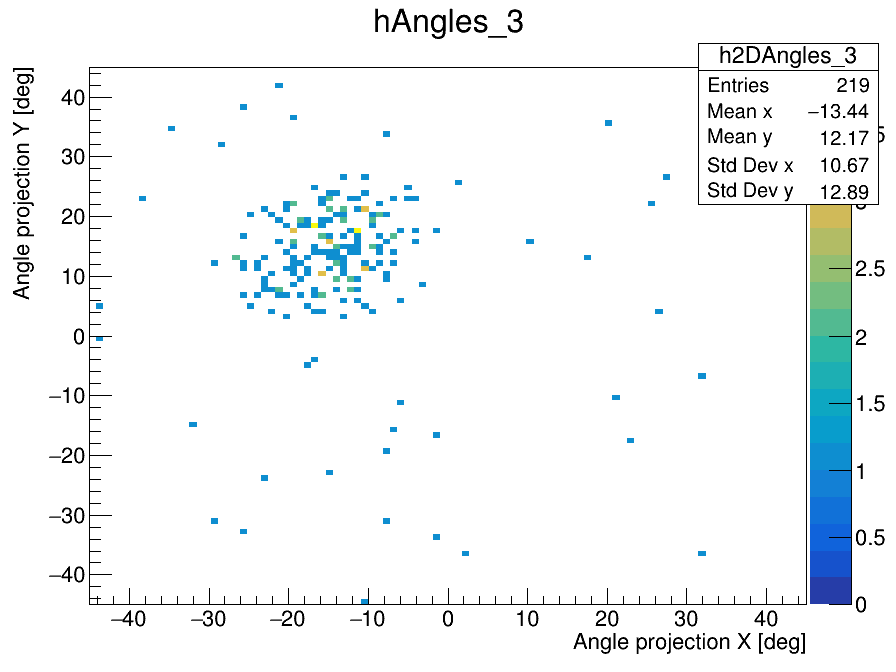 hAngles_3
h2DAngles_3
Entries 219
Mean x −13.44
Mean y 12.17
Std Dev x 10.67
Std Dev y 12.89
Angle projection Y [deg]
40
30
20
10
0
−10
−20
−30
−40
−40 −30 −20 −10 0 10 20 30 40
Angle projection X [deg]
2.5
2
1.5
1
0.5
0